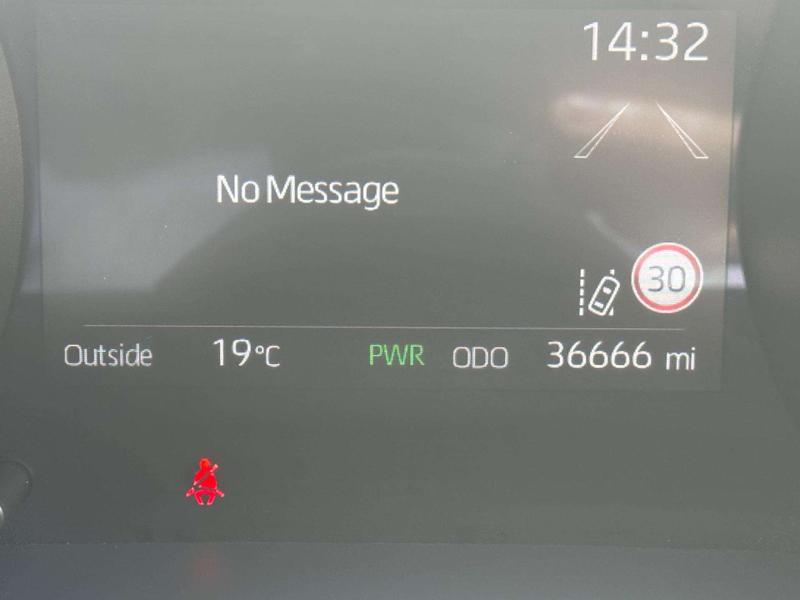 14:32
No Message
30
Outside 19°C PWR ODO 36666 mi